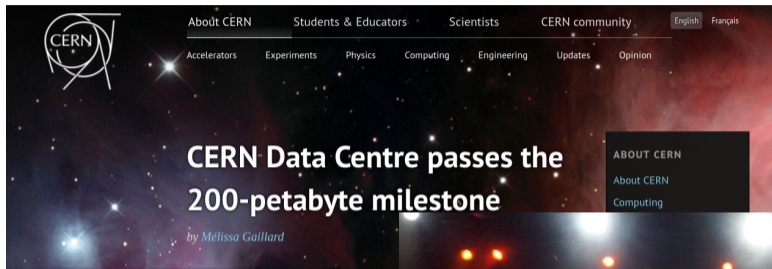 CERN
About CERN Students & Educators Scientists CERN community English Français
Accelerators Experiments Physics Computing Engineering Updates Opinion
CERN Data Centre passes the
200-petabyte milestone
by Mélissa Gaillard
ABOUT CERN
About CERN
Computing